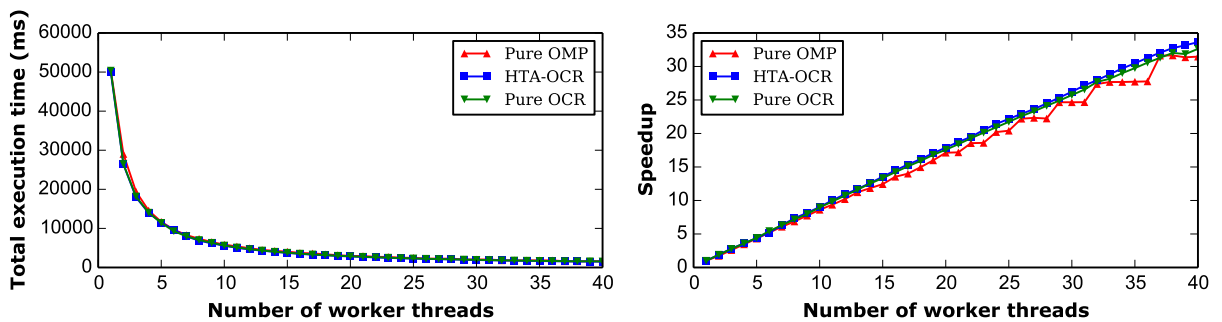 Total execution time (ms)
60000
50000
40000
30000
20000
10000
0
0 5 10 15 20 25 30 35 40
Number of worker threads
Pure OMP
HTA-OCR
Pure OCR
Speedup
35
30
25
20
15
10
5
0
0 5 10 15 20 25 30 35 40
Number of worker threads
Pure OMP
HTA-OCR
Pure OCR